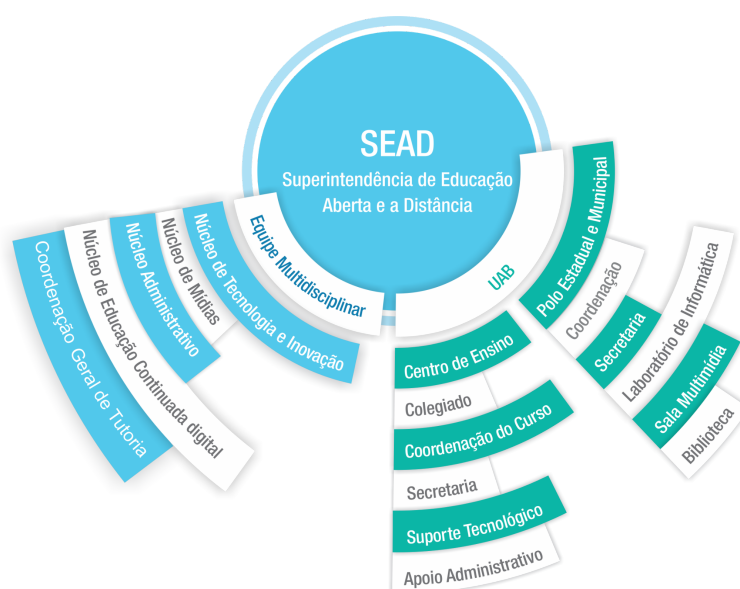 SEAD
Superintendência de Educação
Aberta e a Distância
Equipe Multidisciplinar
Núcleo de Tecnologia e Inovação
Núcleo de Mídias
Núcleo Administrativo
Núcleo de Educação Continuada digital
Coordenação Geral de Tutoria
UAB
Centro de Ensino
Colegiado
Coordenação do Curso
Secretaria
Suporte Tecnológico
Apoio Administrativo
Polo Estadual e Municipal
Coordenação
Secretaria
Laboratório de Informática
Sala Multimídia
Biblioteca